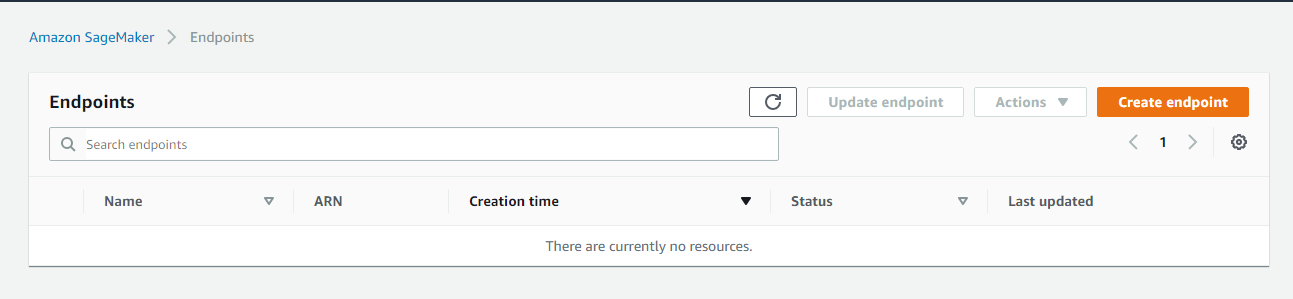 Amazon SageMaker > Endpoints
Endpoints
Update endpoint
Actions
Create endpoint
Search endpoints
1
Name
ARN
Creation time
Status
Last updated
There are currently no resources.